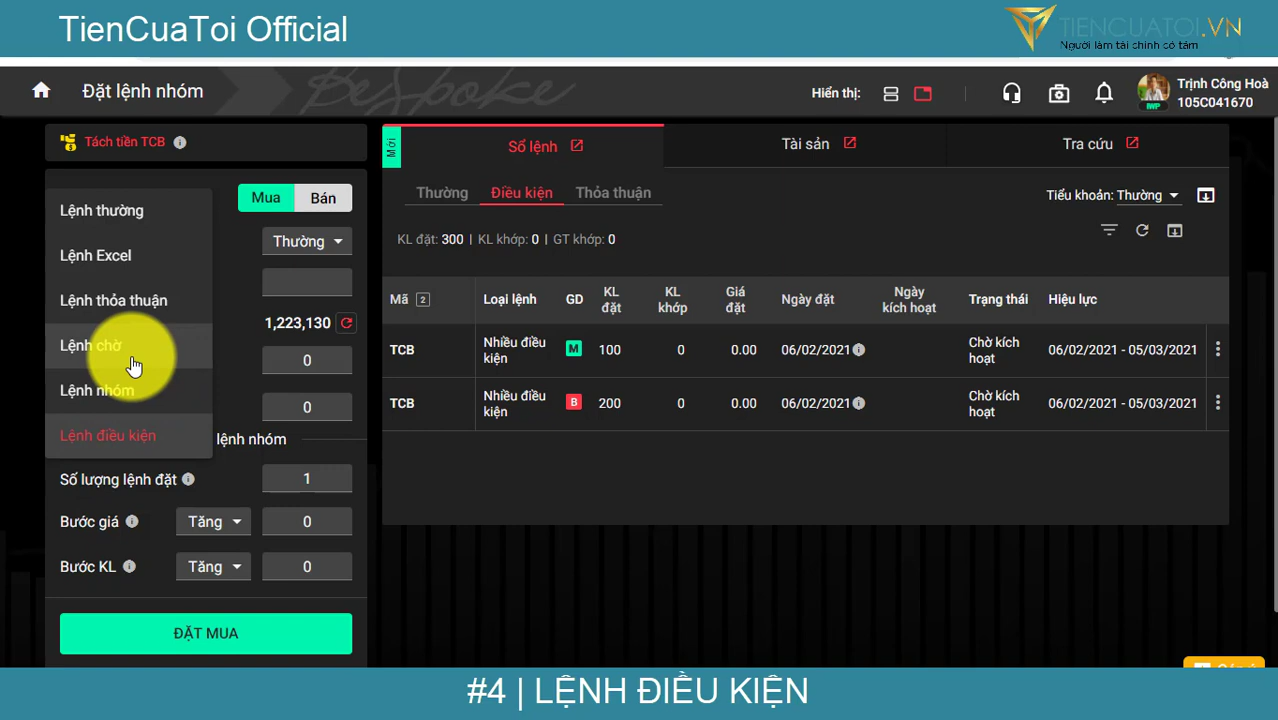 TienCuaToi Official
TIENCUATOI.VN
Người làm tài chính có tâm
Đặt lệnh nhóm
Bespoke
Hiển thị:
Trịnh Công Hoà
105C041670
IWP
Tách tiền TCB
Mua
Bán
Lệnh thường
Lệnh Excel
Lệnh thỏa thuận
Lệnh chờ
Lệnh nhóm
Lệnh điều kiện
Thường
1,223,130
0
0
lệnh nhóm
Số lượng lệnh đặt
1
Bước giá
Tăng
0
Bước KL
Tăng
0
ĐẶT MUA
Mới
Sổ lệnh
Tài sản
Tra cứu
Thường
Điều kiện
Thỏa thuận
Tiểu khoản: Thường
KL đặt: 300 | KL khớp: 0 | GT khớp: 0
Mã 2 Loại lệnh GD KL đặt KL khớp Giá đặt Ngày đặt Ngày kích hoạt Trạng thái Hiệu lực
TCB Nhiều điều kiện M 100 0 0.00 06/02/2021 Chờ kích hoạt 06/02/2021 - 05/03/2021
TCB Nhiều điều kiện B 200 0 0.00 06/02/2021 Chờ kích hoạt 06/02/2021 - 05/03/2021
#4 | LỆNH ĐIỀU KIỆN